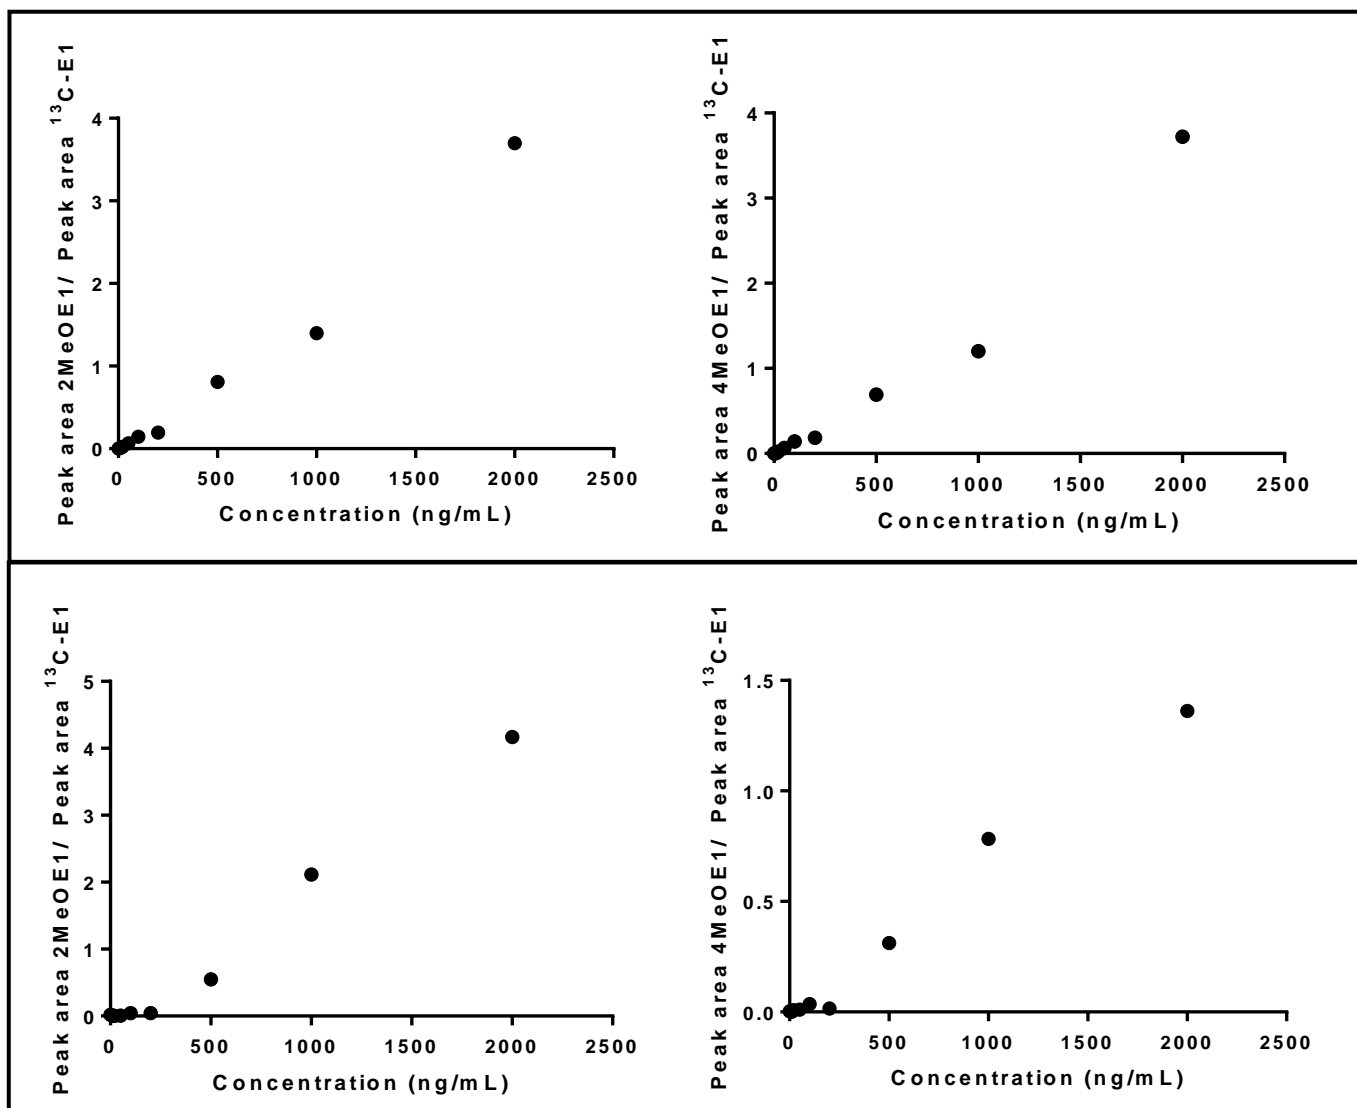 Peak area 2MeOE1/ Peak area ¹³C-E1
4
3
2
1
0
0 500 1000 1500 2000 2500
Concentration (ng/mL)
Peak area 4MeOE1/ Peak area ¹³C-E1
4
3
2
1
0
0 500 1000 1500 2000 2500
Concentration (ng/mL)
Peak area 2MeOE1/ Peak area ¹³C-E1
5
4
3
2
1
0
0 500 1000 1500 2000 2500
Concentration (ng/mL)
Peak area 4MeOE1/ Peak area ¹³C-E1
1.5
1.0
0.5
0.0
0 500 1000 1500 2000 2500
Concentration (ng/mL)